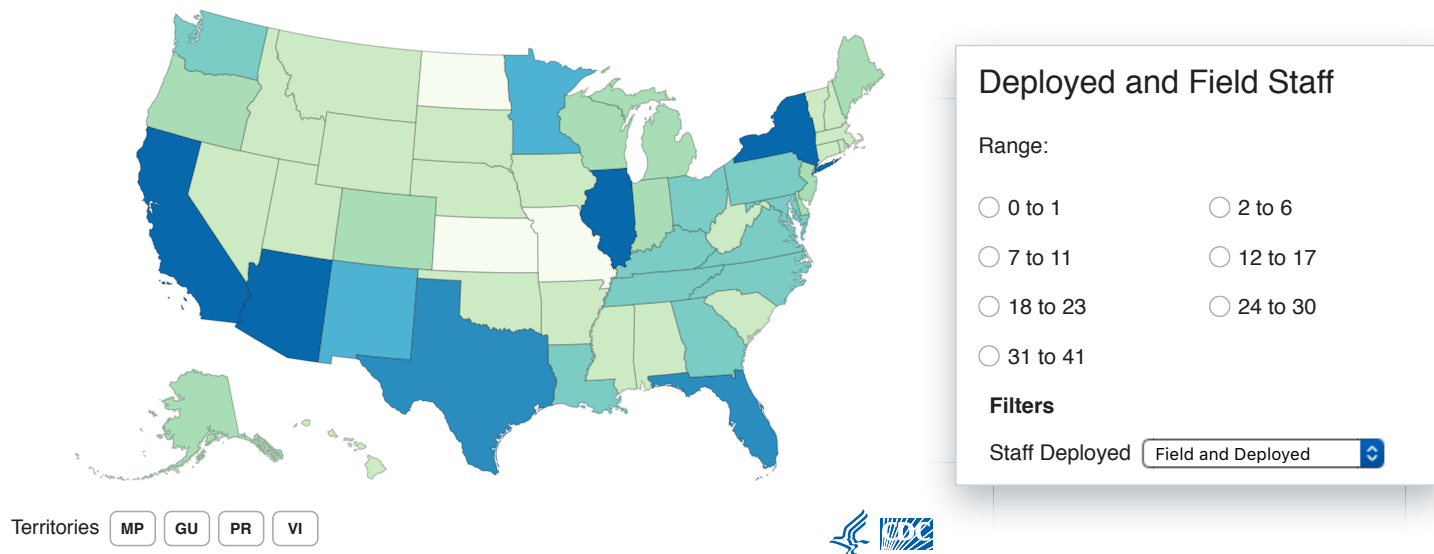 Deployed and Field Staff
Range:
0 to 1
2 to 6
7 to 11
12 to 17
18 to 23
24 to 30
31 to 41
Filters
Staff Deployed Field and Deployed
Territories MP GU PR VI
CDC